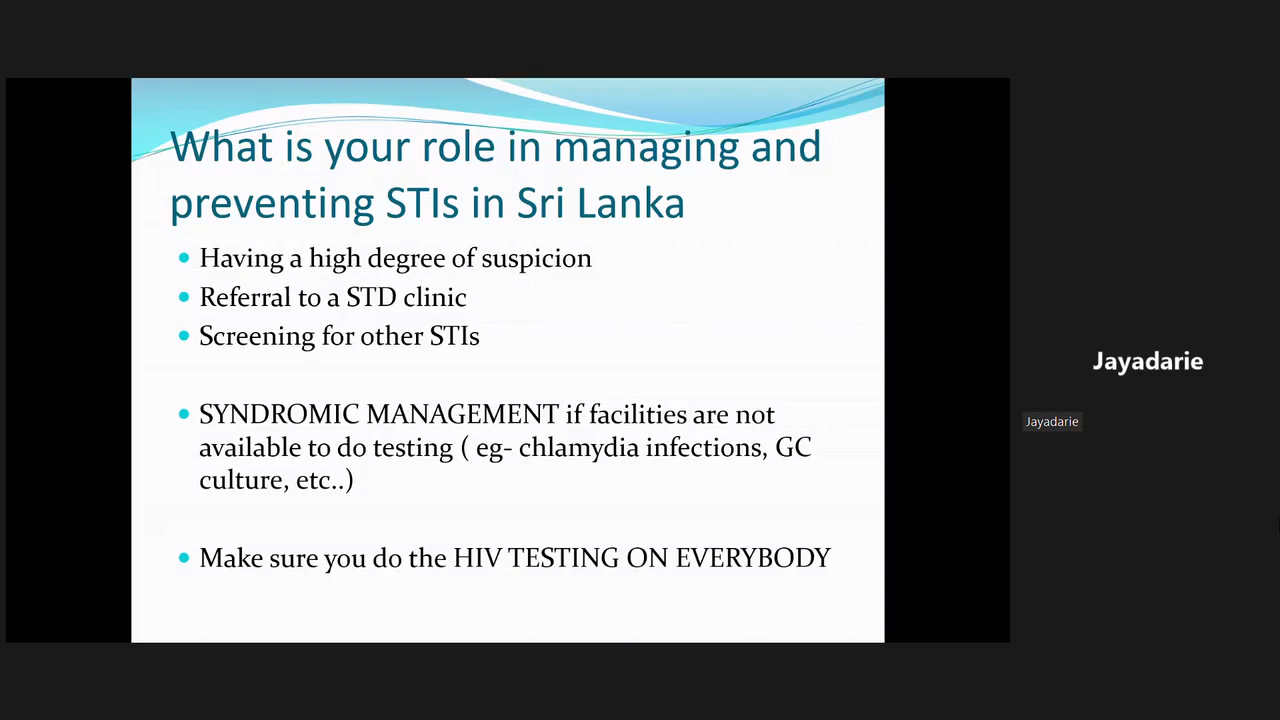 What is your role in managing and
preventing STIs in Sri Lanka
Having a high degree of suspicion
Referral to a STD clinic
Screening for other STIs
SYNDROMIC MANAGEMENT if facilities are not
available to do testing ( eg- chlamydia infections, GC
culture, etc..)
Make sure you do the HIV TESTING ON EVERYBODY
Jayadarie
Jayadarie